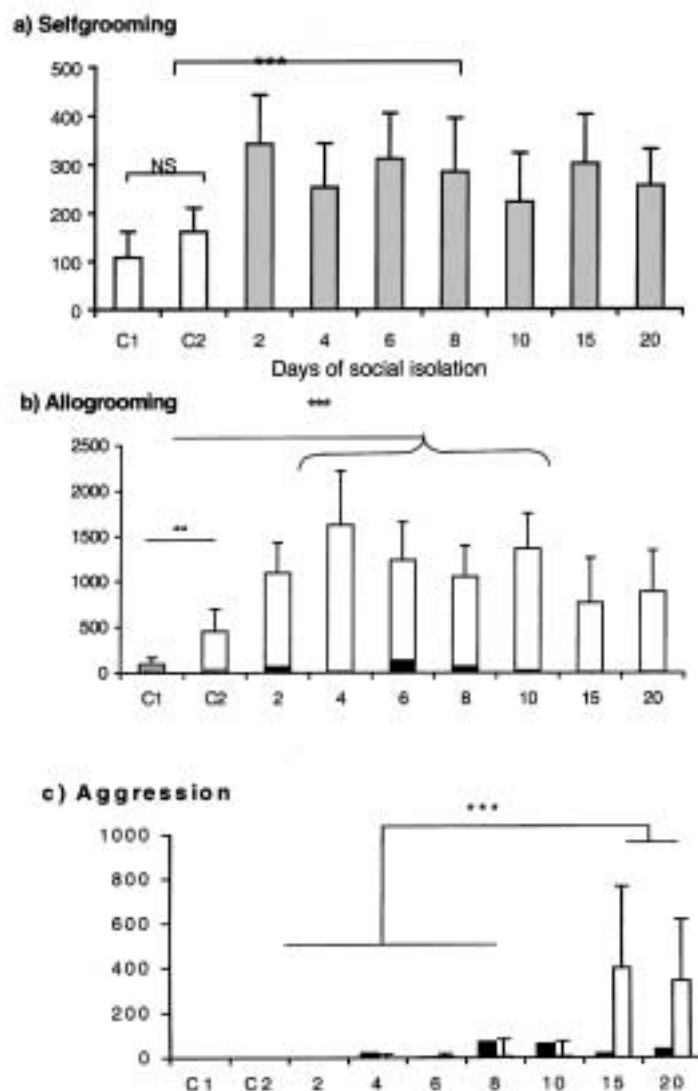 a) Selfgrooming
***
500
400
NS
300
200
100
0
C1 C2 2 4 6 8 10 15 20
Days of social isolation
b) Allogrooming ***
2500
2000
**
1500
1000
500
0
C1 C2 2 4 6 8 10 15 20
c) Aggression
***
1000
800
600
400
200
0
C1 C2 2 4 6 8 10 15 20